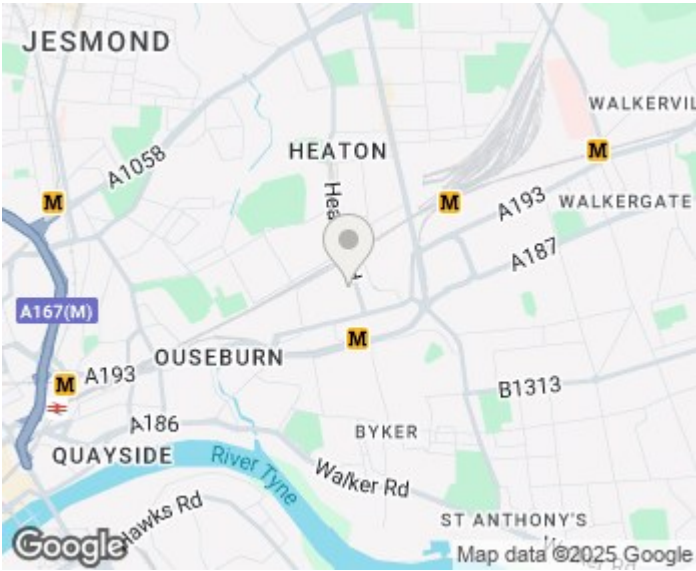 JESMOND
WALKERVIL
HEATON
A1058
M
M
M
Hea
A193
WALKERGATE
A187
A167(M)
M
OUSEBURN
M
A193
B1313
A186
BYKER
QUAYSIDE
River Tyne
Walker Rd
Hawks Rd
ST ANTHONY'S
Google
Map data ©2025 Google